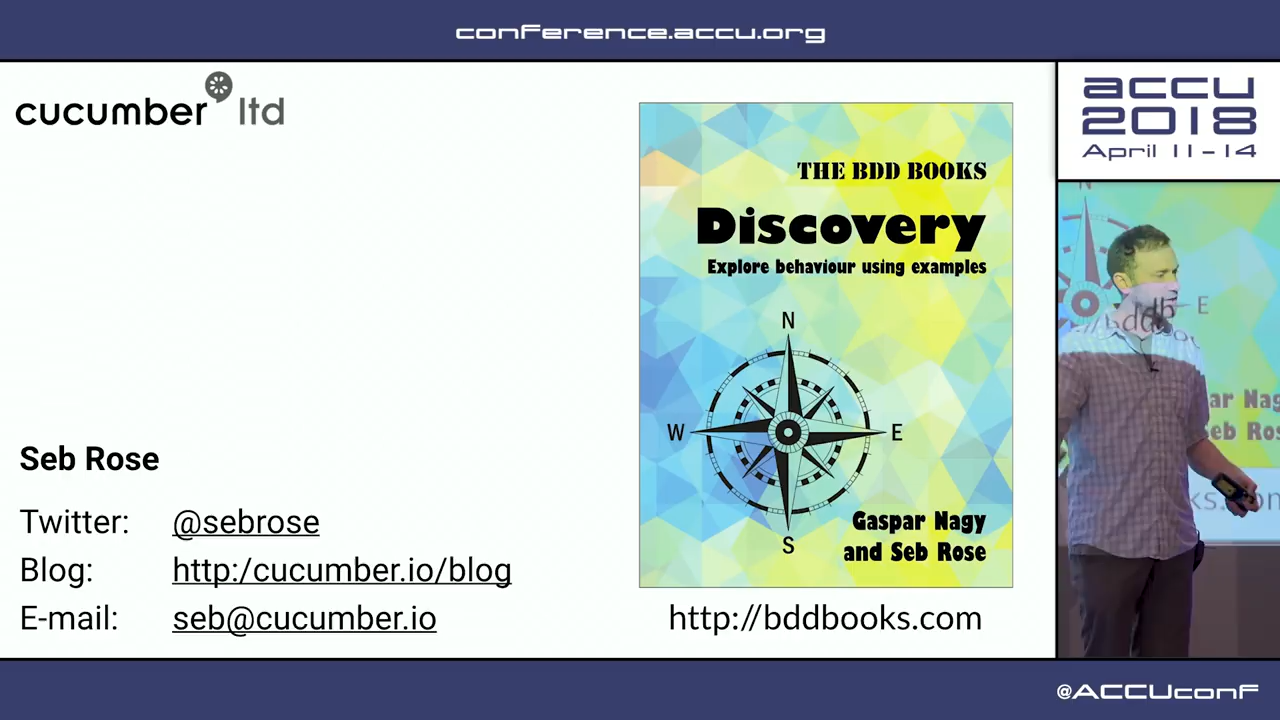 conference.accu.org
cucumber ltd
accu
2018
April 11-14
THE BDD BOOKS
Discovery
Explore behaviour using examples
N
W
E
S
Gaspar Nagy
and Seb Rose
http://bddbooks.com
Seb Rose
Twitter: @sebrose
Blog: http:/cucumber.io/blog
E-mail: seb@cucumber.io
N
E
@ACCUconf